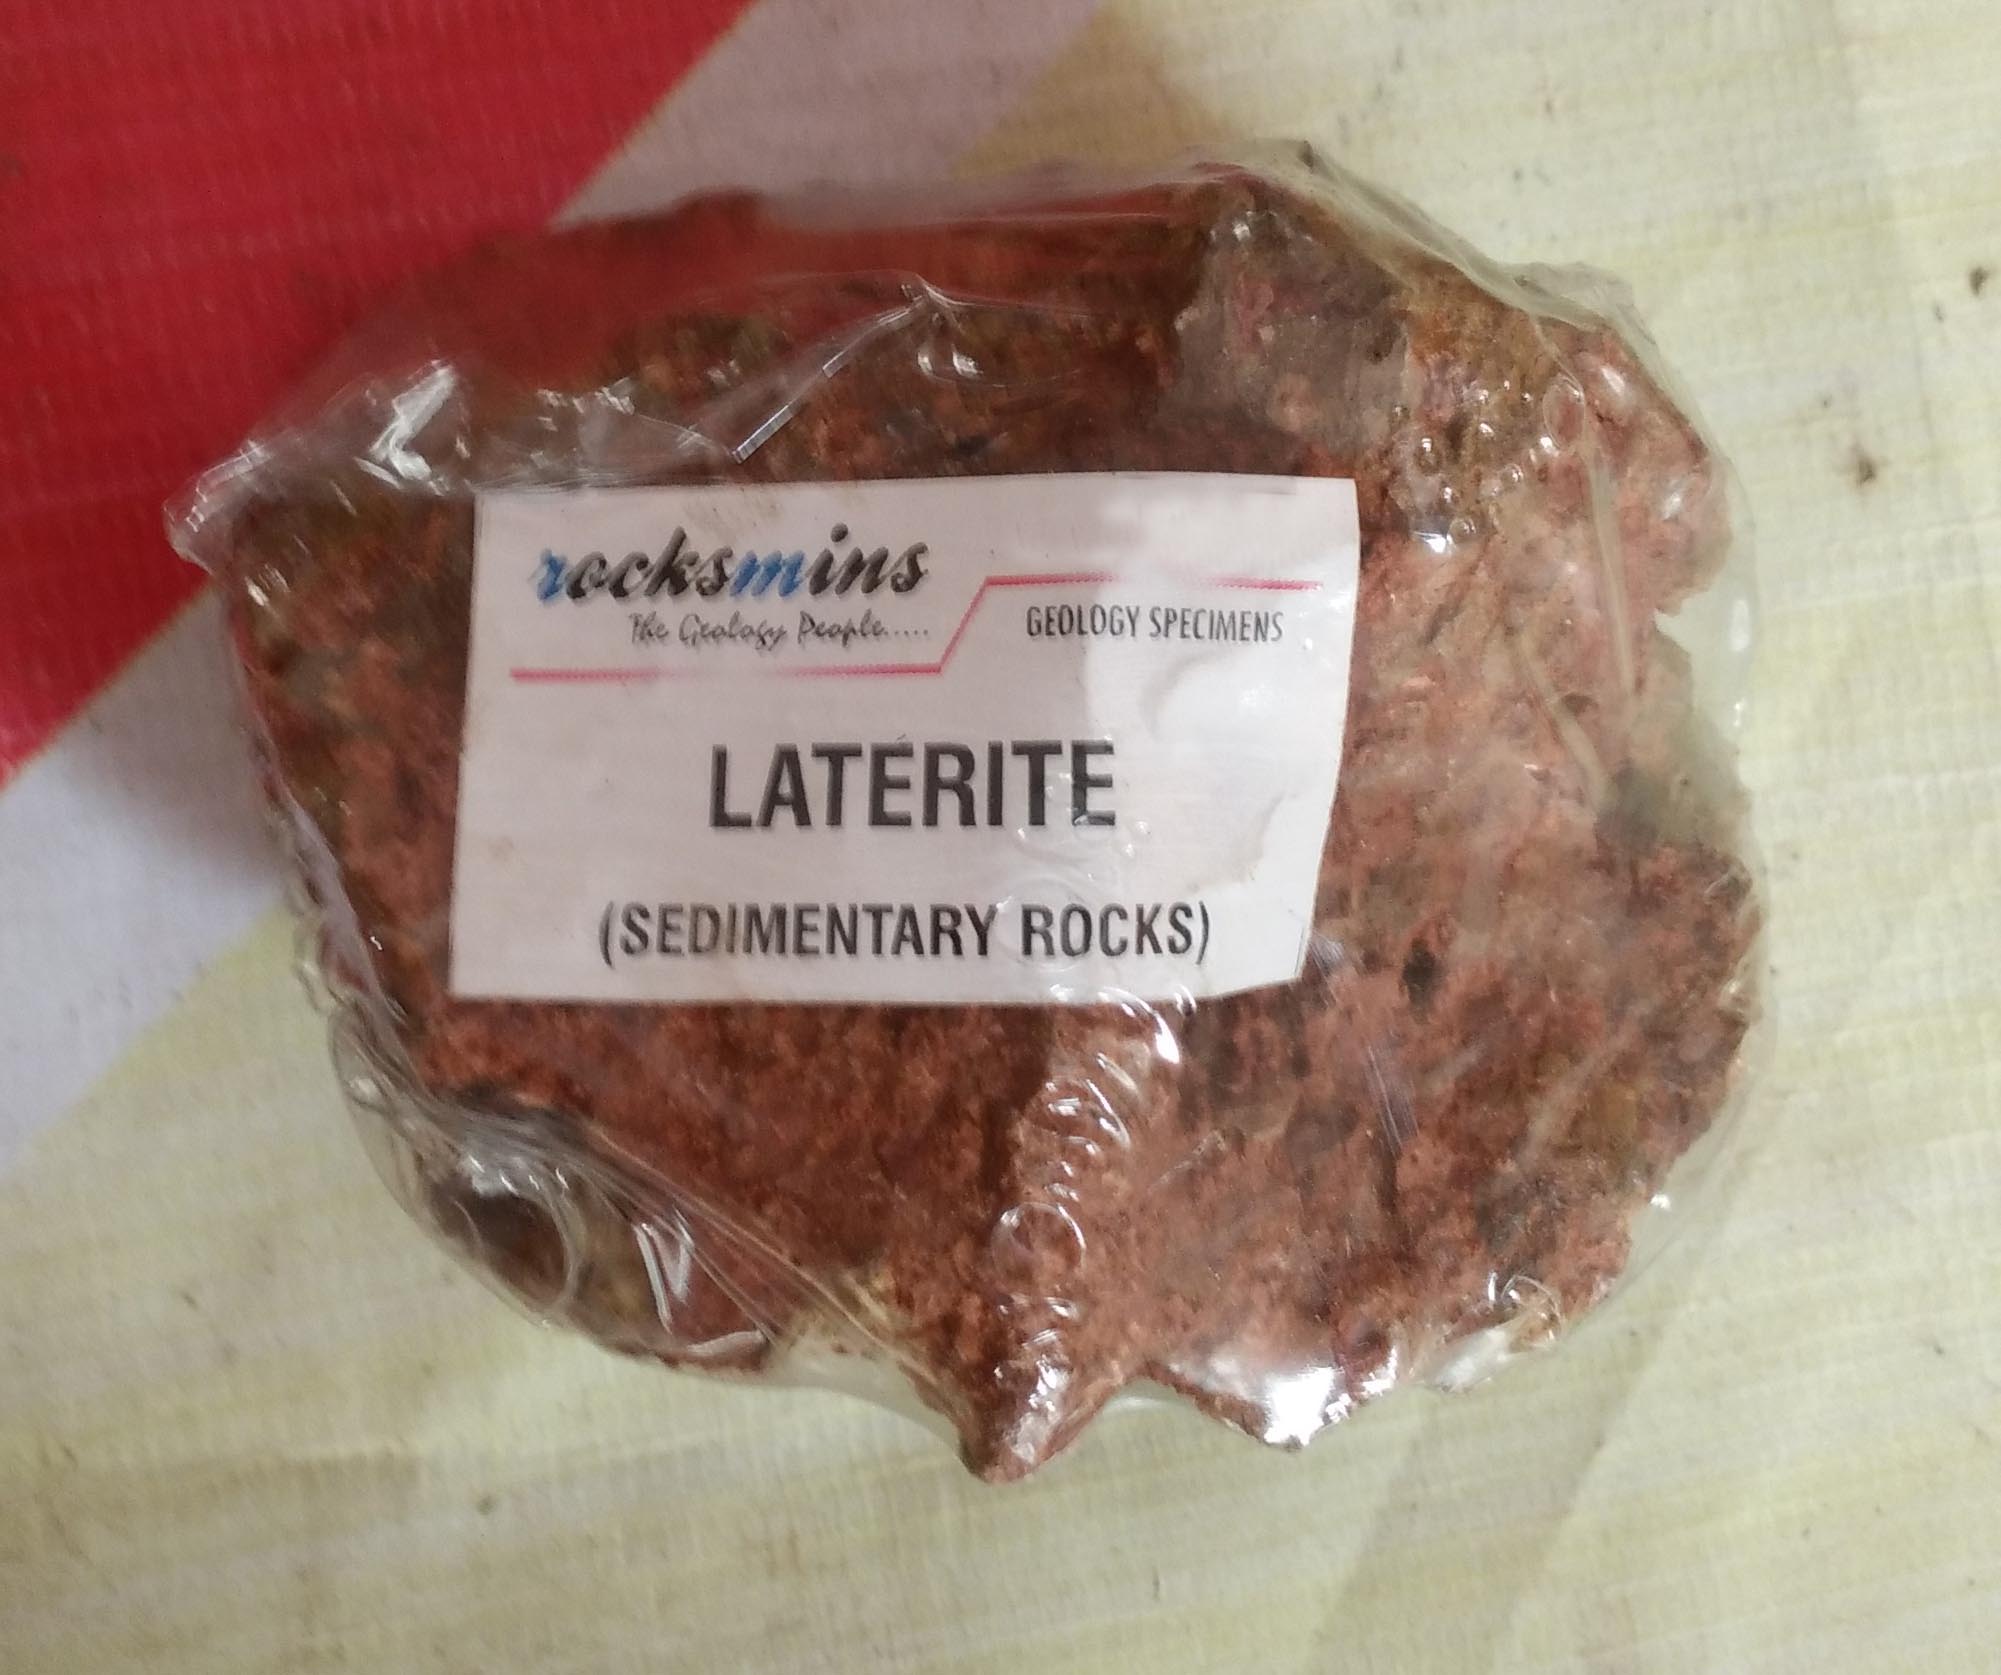 rocksmins
The Geology People.....
GEOLOGY SPECIMENS
LATERITE
(SEDIMENTARY ROCKS)